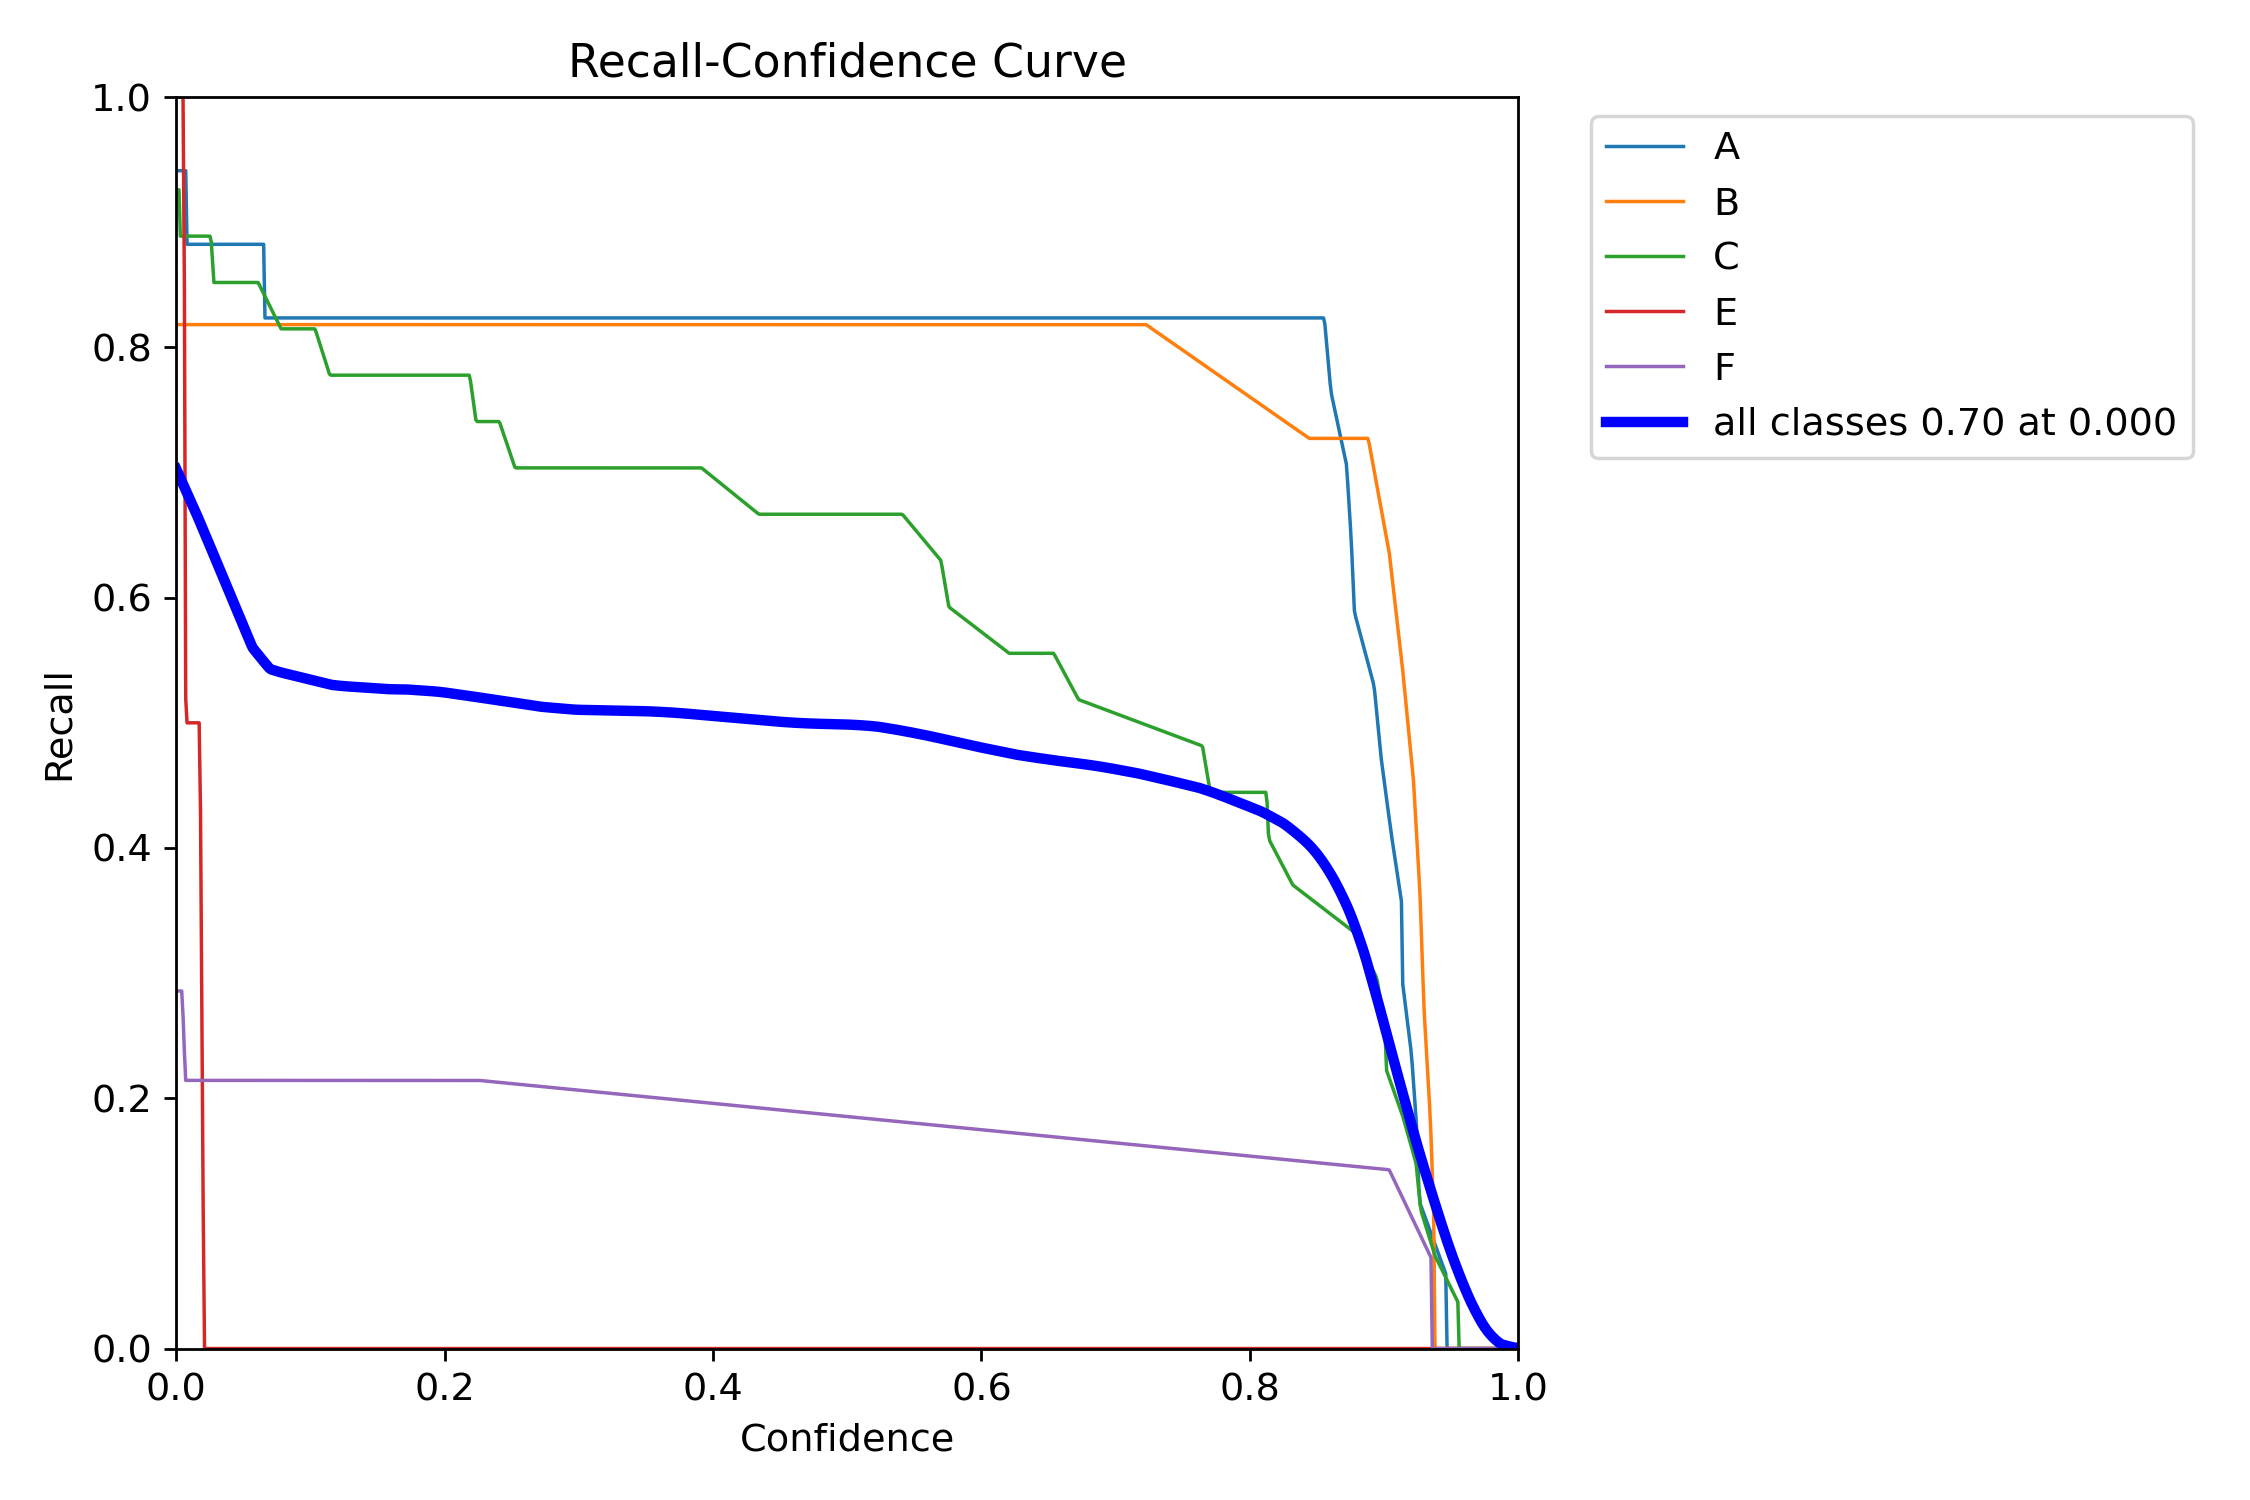 Recall-Confidence Curve
1.0
0.8
0.6
0.4
0.2
0.0
Recall
0.0 0.2 0.4 0.6 0.8 1.0
Confidence
A
B
C
E
F
all classes 0.70 at 0.000